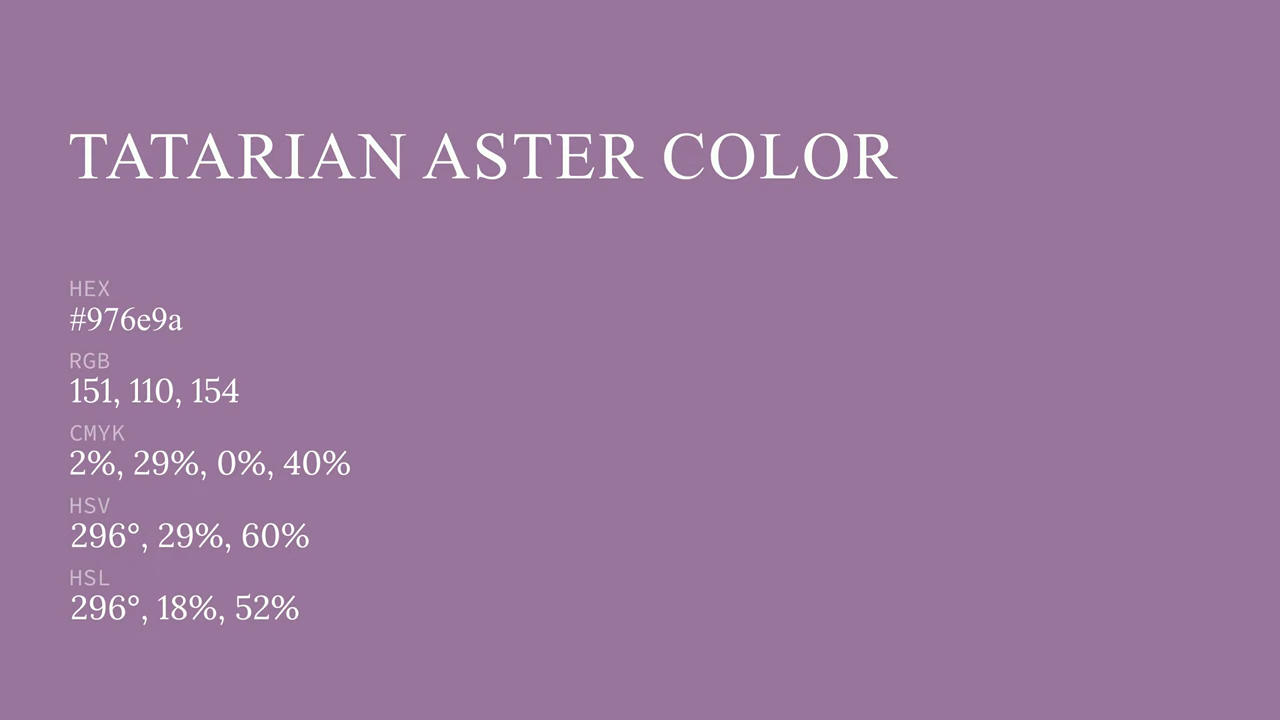 TATARIAN ASTER COLOR
HEX
#976e9a
RGB
151, 110, 154
CMYK
2%, 29%, 0%, 40%
HSV
296°, 29%, 60%
HSL
296°, 18%, 52%